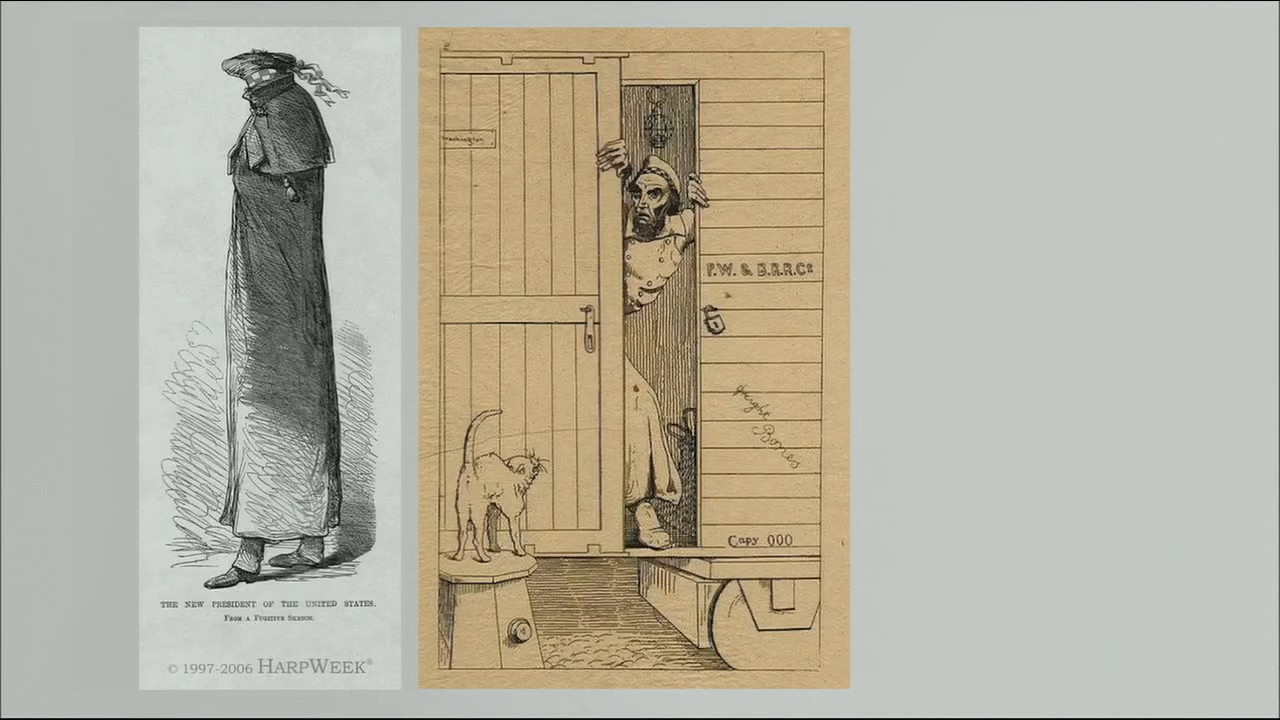 THE NEW PRESIDENT OF THE UNITED STATES.
From a Fugitive Sketch.
© 1997-2006 HarpWeek®
Washington
P.W. & B.R.R.Co
freight
Bones
Capy 000